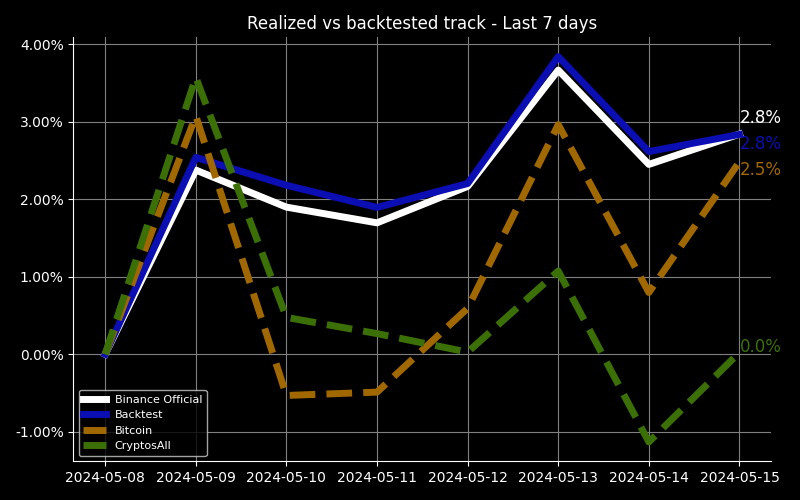 Realized vs backtested track - Last 7 days
4.00%
3.00%
2.00%
1.00%
0.00%
-1.00%
2.8%
2.8%
2.5%
0.0%
Binance Official
Backtest
Bitcoin
CryptosAll
2024-05-08 2024-05-09 2024-05-10 2024-05-11 2024-05-12 2024-05-13 2024-05-14 2024-05-15